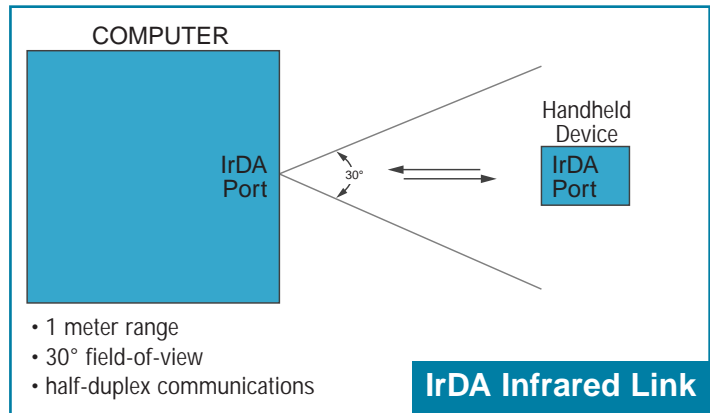 COMPUTER
IrDA
Port
30°
Handheld
Device
IrDA
Port
• 1 meter range
• 30° field-of-view
• half-duplex communications
IrDA Infrared Link